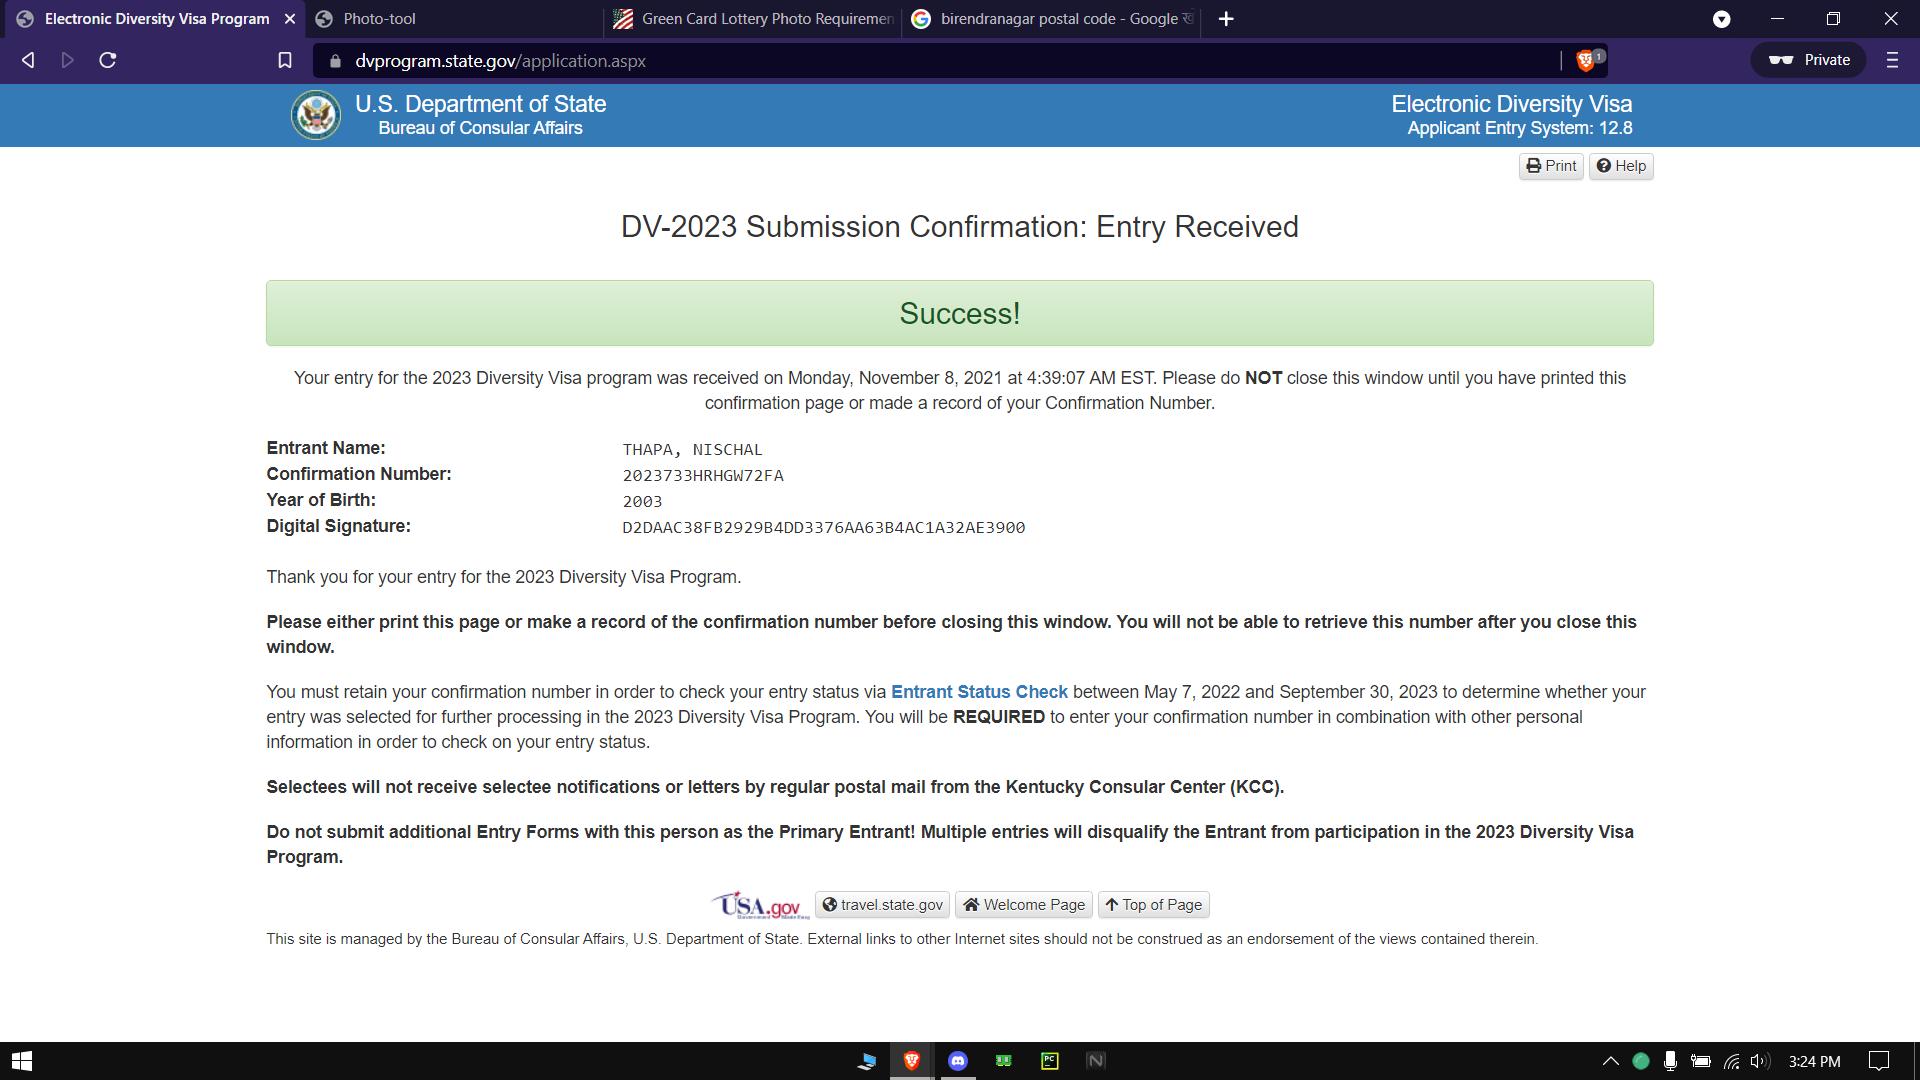 Electronic Diversity Visa Program
Photo-tool
Green Card Lottery Photo Requiremen
birendranagar postal code - Google
dvprogram.state.gov/application.aspx
1
Private
U.S. Department of State
Bureau of Consular Affairs
Electronic Diversity Visa
Applicant Entry System: 12.8
Print
Help
DV-2023 Submission Confirmation: Entry Received
Success!
Your entry for the 2023 Diversity Visa program was received on Monday, November 8, 2021 at 4:39:07 AM EST. Please do NOT close this window until you have printed this
confirmation page or made a record of your Confirmation Number.
Entrant Name: THAPA, NISCHAL
Confirmation Number: 2023733HRHGW72FA
Year of Birth: 2003
Digital Signature: D2DAAC38FB2929B4DD3376AA63B4AC1A32AE3900
Thank you for your entry for the 2023 Diversity Visa Program.
Please either print this page or make a record of the confirmation number before closing this window. You will not be able to retrieve this number after you close this
window.
You must retain your confirmation number in order to check your entry status via Entrant Status Check between May 7, 2022 and September 30, 2023 to determine whether your
entry was selected for further processing in the 2023 Diversity Visa Program. You will be REQUIRED to enter your confirmation number in combination with other personal
information in order to check on your entry status.
Selectees will not receive selectee notifications or letters by regular postal mail from the Kentucky Consular Center (KCC).
Do not submit additional Entry Forms with this person as the Primary Entrant! Multiple entries will disqualify the Entrant from participation in the 2023 Diversity Visa
Program.
USA.gov
travel.state.gov
Welcome Page
Top of Page
This site is managed by the Bureau of Consular Affairs, U.S. Department of State. External links to other Internet sites should not be construed as an endorsement of the views contained therein.
PC
N
3:24 PM